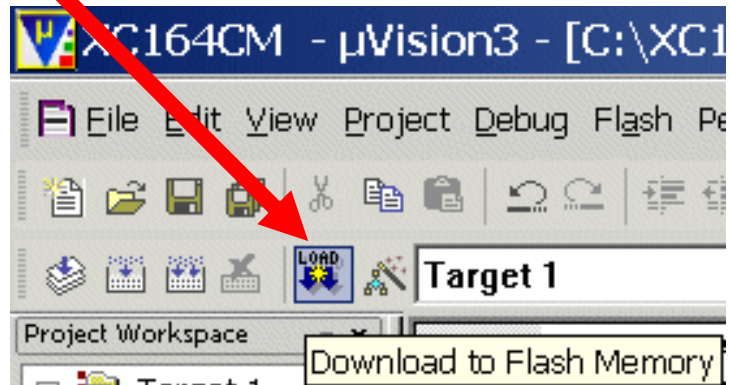 XC164CM - µVision3 - [C:\XC1
File Edit View Project Debug Flash Pe
LOAD Target 1
Project Workspace
Download to Flash Memory
Target 1